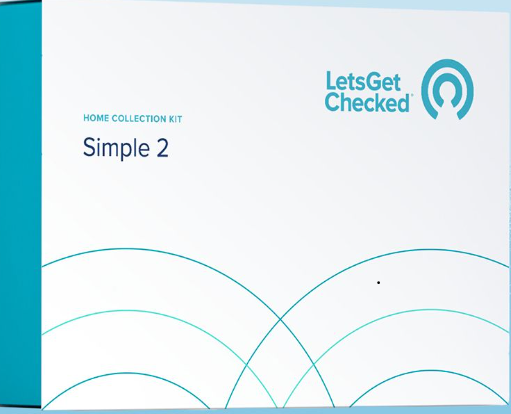 LetsGet
Checked
HOME COLLECTION KIT
Simple 2